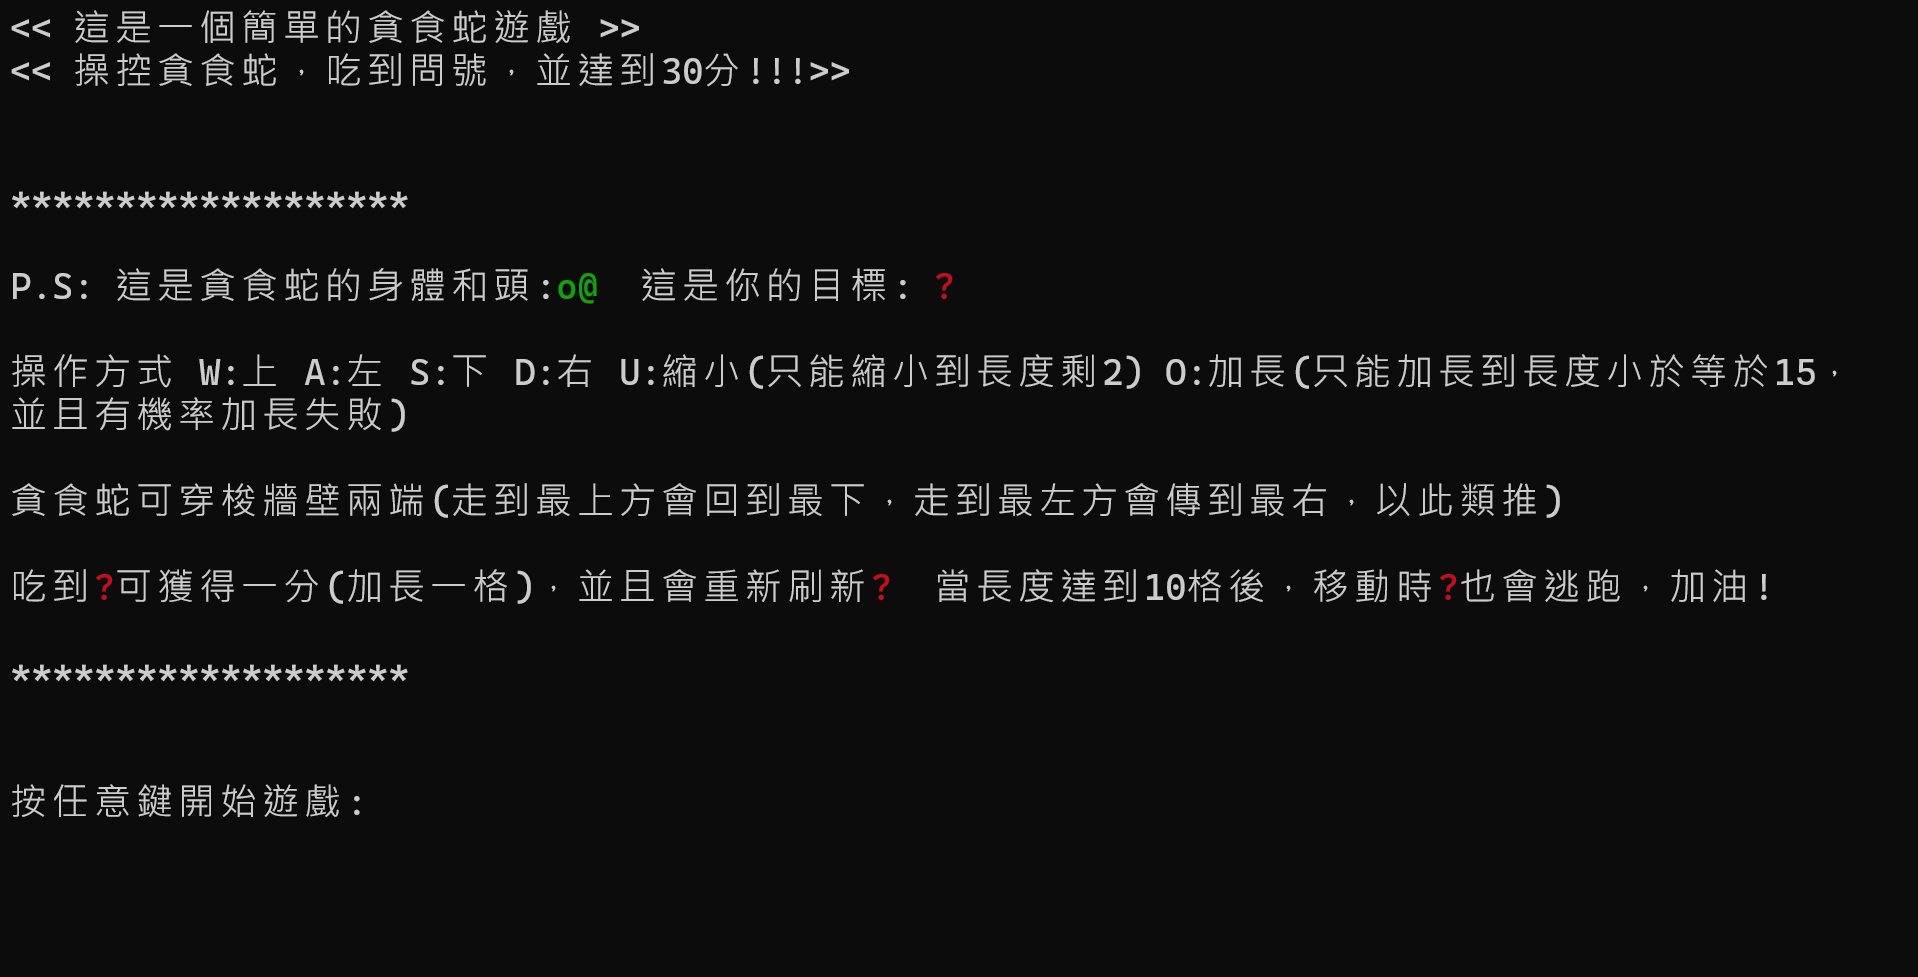 << 這是一個簡單的貪食蛇遊戲 >>
<< 操控貪食蛇，吃到問號，並達到30分!!!>>
*******************
P.S: 這是貪食蛇的身體和頭:o@  這是你的目標: ?
操作方式 W:上 A:左 S:下 D:右 U:縮小(只能縮小到長度剩2) O:加長(只能加長到長度小於等於15，
並且有機率加長失敗)
貪食蛇可穿梭牆壁兩端(走到最上方會回到最下，走到最左方會傳到最右，以此類推)
吃到?可獲得一分(加長一格)，並且會重新刷新?  當長度達到10格後，移動時?也會逃跑，加油!
*******************
按任意鍵開始遊戲: